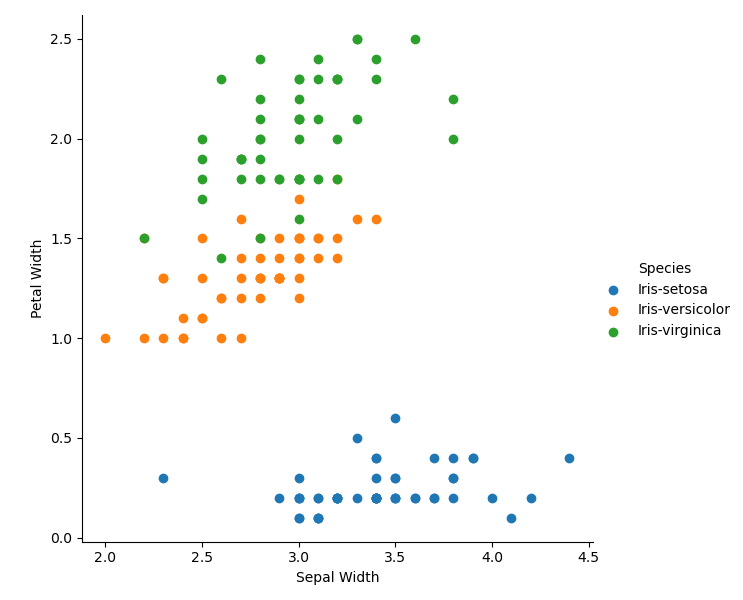 2.5
2.0
1.5
1.0
0.5
0.0
Petal Width
2.0 2.5 3.0 3.5 4.0 4.5
Sepal Width
Species
Iris-setosa
Iris-versicolor
Iris-virginica